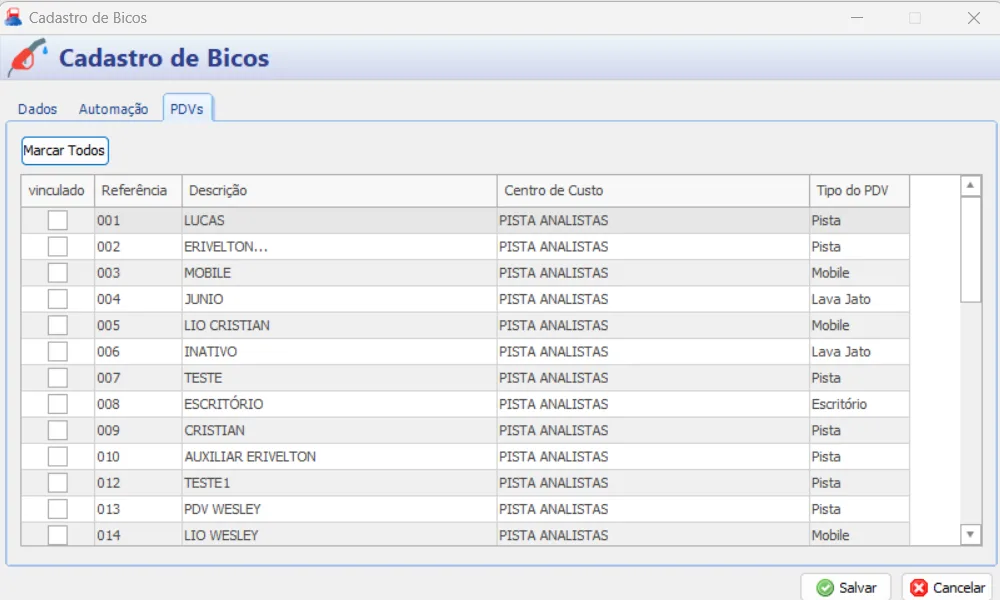 Cadastro de Bicos
Cadastro de Bicos
Dados Automação PDVs
Marcar Todos
vinculado Referência Descrição Centro de Custo Tipo do PDV
001 LUCAS PISTA ANALISTAS Pista
002 ERIVELTON... PISTA ANALISTAS Pista
003 MOBILE PISTA ANALISTAS Mobile
004 JUNIO PISTA ANALISTAS Lava Jato
005 LIO CRISTIAN PISTA ANALISTAS Mobile
006 INATIVO PISTA ANALISTAS Lava Jato
007 TESTE PISTA ANALISTAS Pista
008 ESCRITÓRIO PISTA ANALISTAS Escritório
009 CRISTIAN PISTA ANALISTAS Pista
010 AUXILIAR ERIVELTON PISTA ANALISTAS Pista
012 TESTE1 PISTA ANALISTAS Pista
013 PDV WESLEY PISTA ANALISTAS Pista
014 LIO WESLEY PISTA ANALISTAS Mobile
Salvar Cancelar